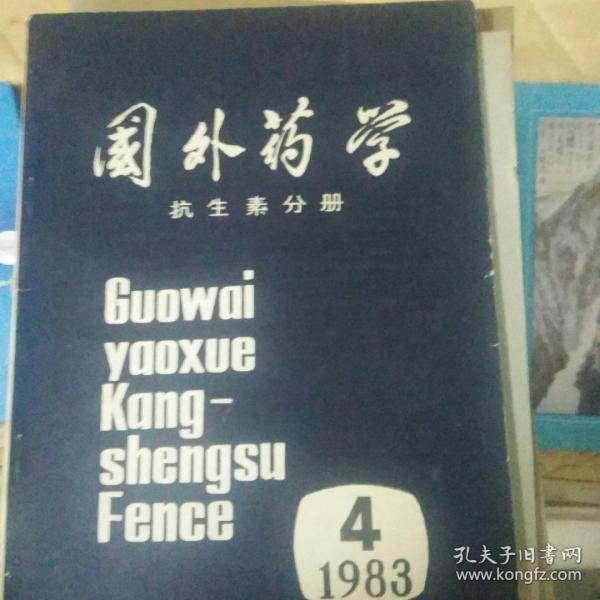 國外药学
抗生素分册
Guowai
yaoxue
Kang-
shengsu
Fence
4
1983
孔夫子旧书网
www.kongfz.com